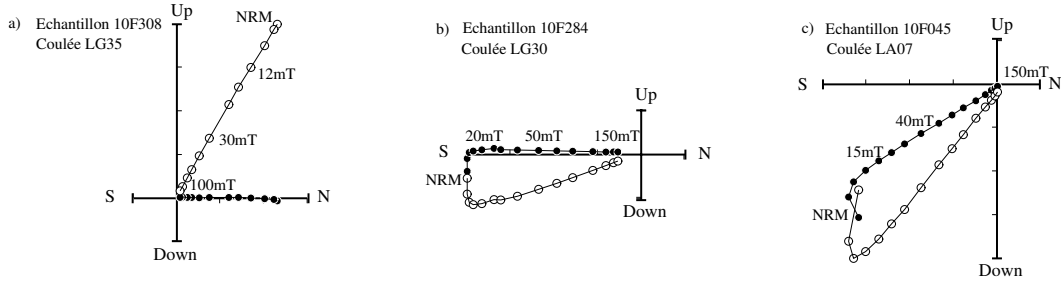 a) Echantillon 10F308
Coulée LG35
Up
NRM
12mT
30mT
100mT
S
N
Down
b) Echantillon 10F284
Coulée LG30
Up
S
20mT
50mT
150mT
N
NRM
Down
c) Echantillon 10F045
Coulée LA07
Up
150mT
S
N
40mT
15mT
NRM
Down